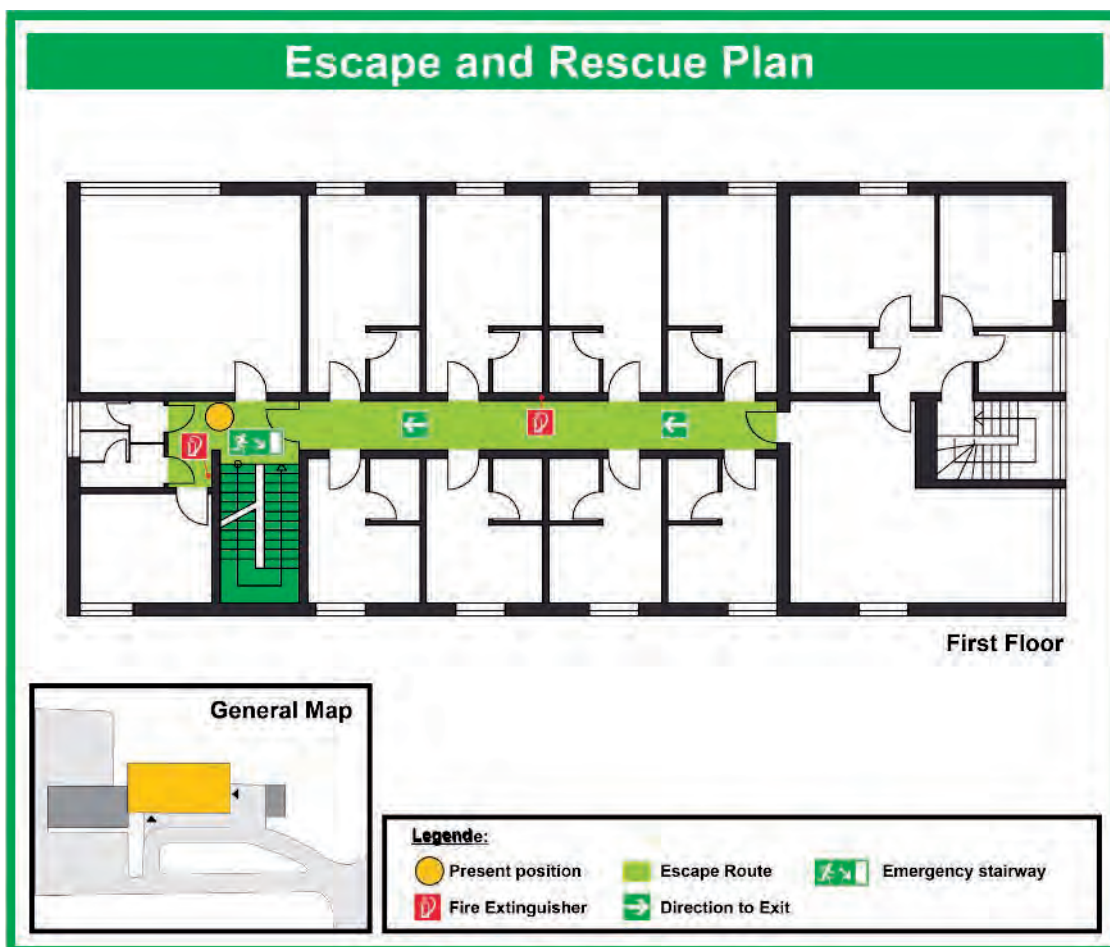 Escape and Rescue Plan
First Floor
General Map
Legende:
Present position
Escape Route
Emergency stairway
Fire Extinguisher
Direction to Exit